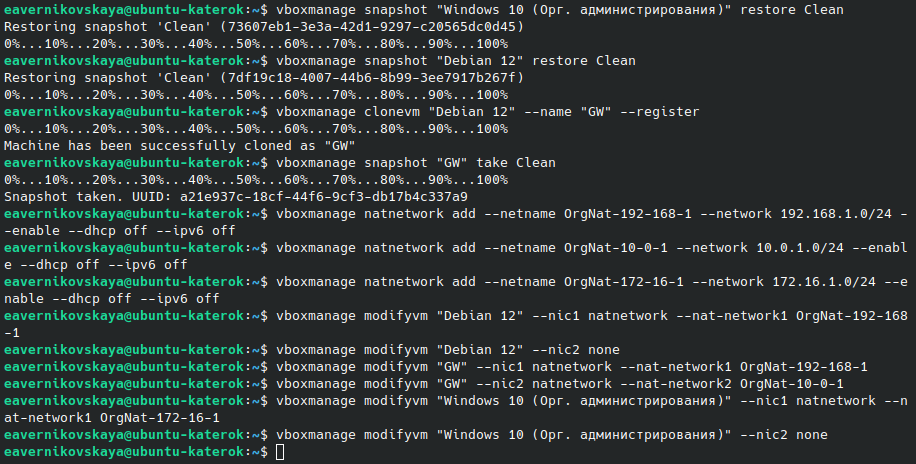 eavernikovskaya@ubuntu-katerok:~$ vboxmanage snapshot "Windows 10 (Орг. администрирования)" restore Clean
Restoring snapshot 'Clean' (73607eb1-3e3a-42d1-9297-c20565dc0d45)
0%...10%...20%...30%...40%...50%...60%...70%...80%...90%...100%
eavernikovskaya@ubuntu-katerok:~$ vboxmanage snapshot "Debian 12" restore Clean
Restoring snapshot 'Clean' (7df19c18-4007-44b6-8b99-3ee7917b267f)
0%...10%...20%...30%...40%...50%...60%...70%...80%...90%...100%
eavernikovskaya@ubuntu-katerok:~$ vboxmanage clonevm "Debian 12" --name "GW" --register
0%...10%...20%...30%...40%...50%...60%...70%...80%...90%...100%
Machine has been successfully cloned as "GW"
eavernikovskaya@ubuntu-katerok:~$ vboxmanage snapshot "GW" take Clean
0%...10%...20%...30%...40%...50%...60%...70%...80%...90%...100%
Snapshot taken. UUID: a21e937c-18cf-44f6-9cf3-db17b4c337a9
eavernikovskaya@ubuntu-katerok:~$ vboxmanage natnetwork add --netname OrgNat-192-168-1 --network 192.168.1.0/24 -
-enable --dhcp off --ipv6 off
eavernikovskaya@ubuntu-katerok:~$ vboxmanage natnetwork add --netname OrgNat-10-0-1 --network 10.0.1.0/24 --enabl
e --dhcp off --ipv6 off
eavernikovskaya@ubuntu-katerok:~$ vboxmanage natnetwork add --netname OrgNat-172-16-1 --network 172.16.1.0/24 --e
nable --dhcp off --ipv6 off
eavernikovskaya@ubuntu-katerok:~$ vboxmanage modifyvm "Debian 12" --nic1 natnetwork --nat-network1 OrgNat-192-168
-1
eavernikovskaya@ubuntu-katerok:~$ vboxmanage modifyvm "Debian 12" --nic2 none
eavernikovskaya@ubuntu-katerok:~$ vboxmanage modifyvm "GW" --nic1 natnetwork --nat-network1 OrgNat-192-168-1
eavernikovskaya@ubuntu-katerok:~$ vboxmanage modifyvm "GW" --nic2 natnetwork --nat-network2 OrgNat-10-0-1
eavernikovskaya@ubuntu-katerok:~$ vboxmanage modifyvm "Windows 10 (Орг. администрирования)" --nic1 natnetwork --n
at-network1 OrgNat-172-16-1
eavernikovskaya@ubuntu-katerok:~$ vboxmanage modifyvm "Windows 10 (Орг. администрирования)" --nic2 none
eavernikovskaya@ubuntu-katerok:~$